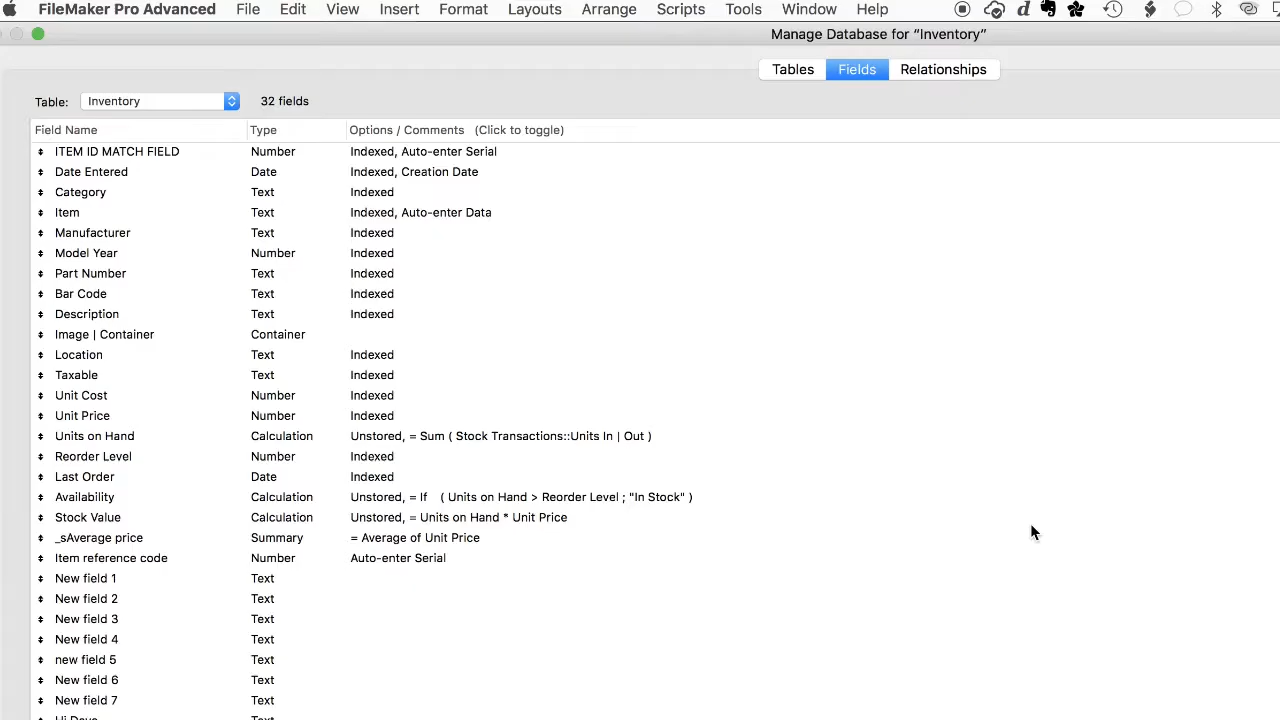 FileMaker Pro Advanced File Edit View Insert Format Layouts Arrange Scripts Tools Window Help
Manage Database for “Inventory”
Tables Fields Relationships
Table: Inventory 32 fields
Field Name Type Options / Comments (Click to toggle)
ITEM ID MATCH FIELD Number Indexed, Auto-enter Serial
Date Entered Date Indexed, Creation Date
Category Text Indexed
Item Text Indexed, Auto-enter Data
Manufacturer Text Indexed
Model Year Number Indexed
Part Number Text Indexed
Bar Code Text Indexed
Description Text Indexed
Image | Container Container
Location Text Indexed
Taxable Text Indexed
Unit Cost Number Indexed
Unit Price Number Indexed
Units on Hand Calculation Unstored, = Sum ( Stock Transactions::Units In | Out )
Reorder Level Number Indexed
Last Order Date Indexed
Availability Calculation Unstored, = If ( Units on Hand > Reorder Level ; "In Stock" )
Stock Value Calculation Unstored, = Units on Hand * Unit Price
_sAverage price Summary = Average of Unit Price
Item reference code Number Auto-enter Serial
New field 1 Text
New field 2 Text
New field 3 Text
New field 4 Text
new field 5 Text
New field 6 Text
New field 7 Text
Hi Dave Text